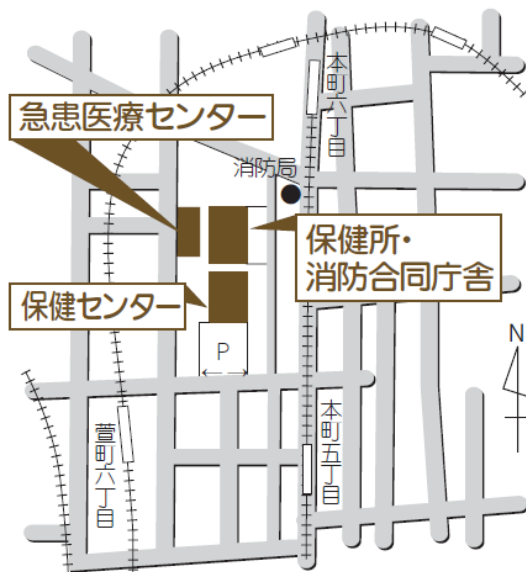 本町六丁目
急患医療センター
消防局
保健所・
消防合同庁舎
保健センター
P
N
萱町六丁目
本町五丁目